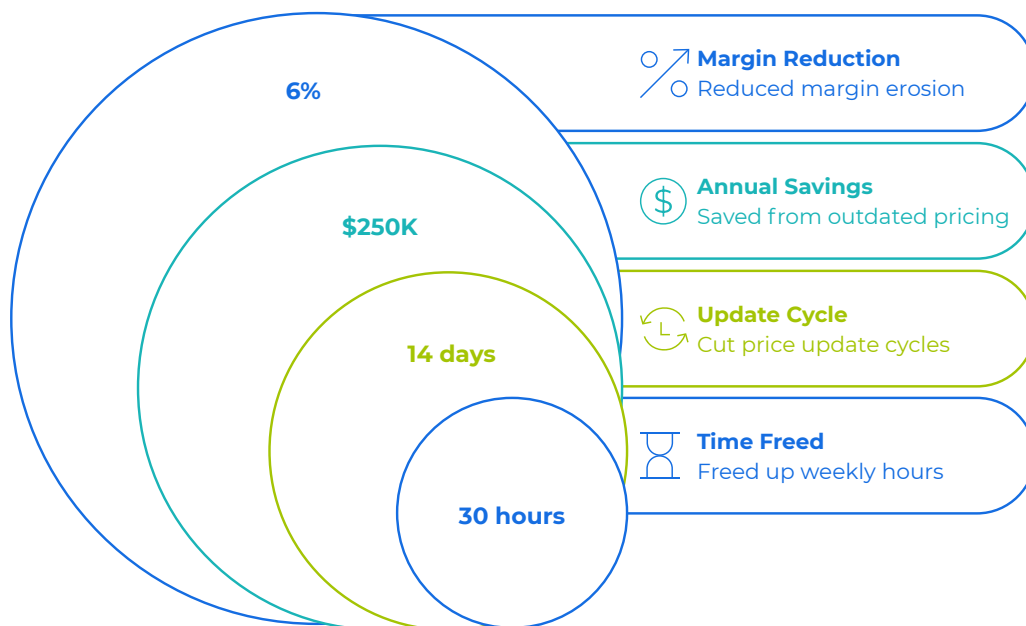 6%
Margin Reduction
Reduced margin erosion
$250K
Annual Savings
Saved from outdated pricing
14 days
Update Cycle
Cut price update cycles
30 hours
Time Freed
Freed up weekly hours